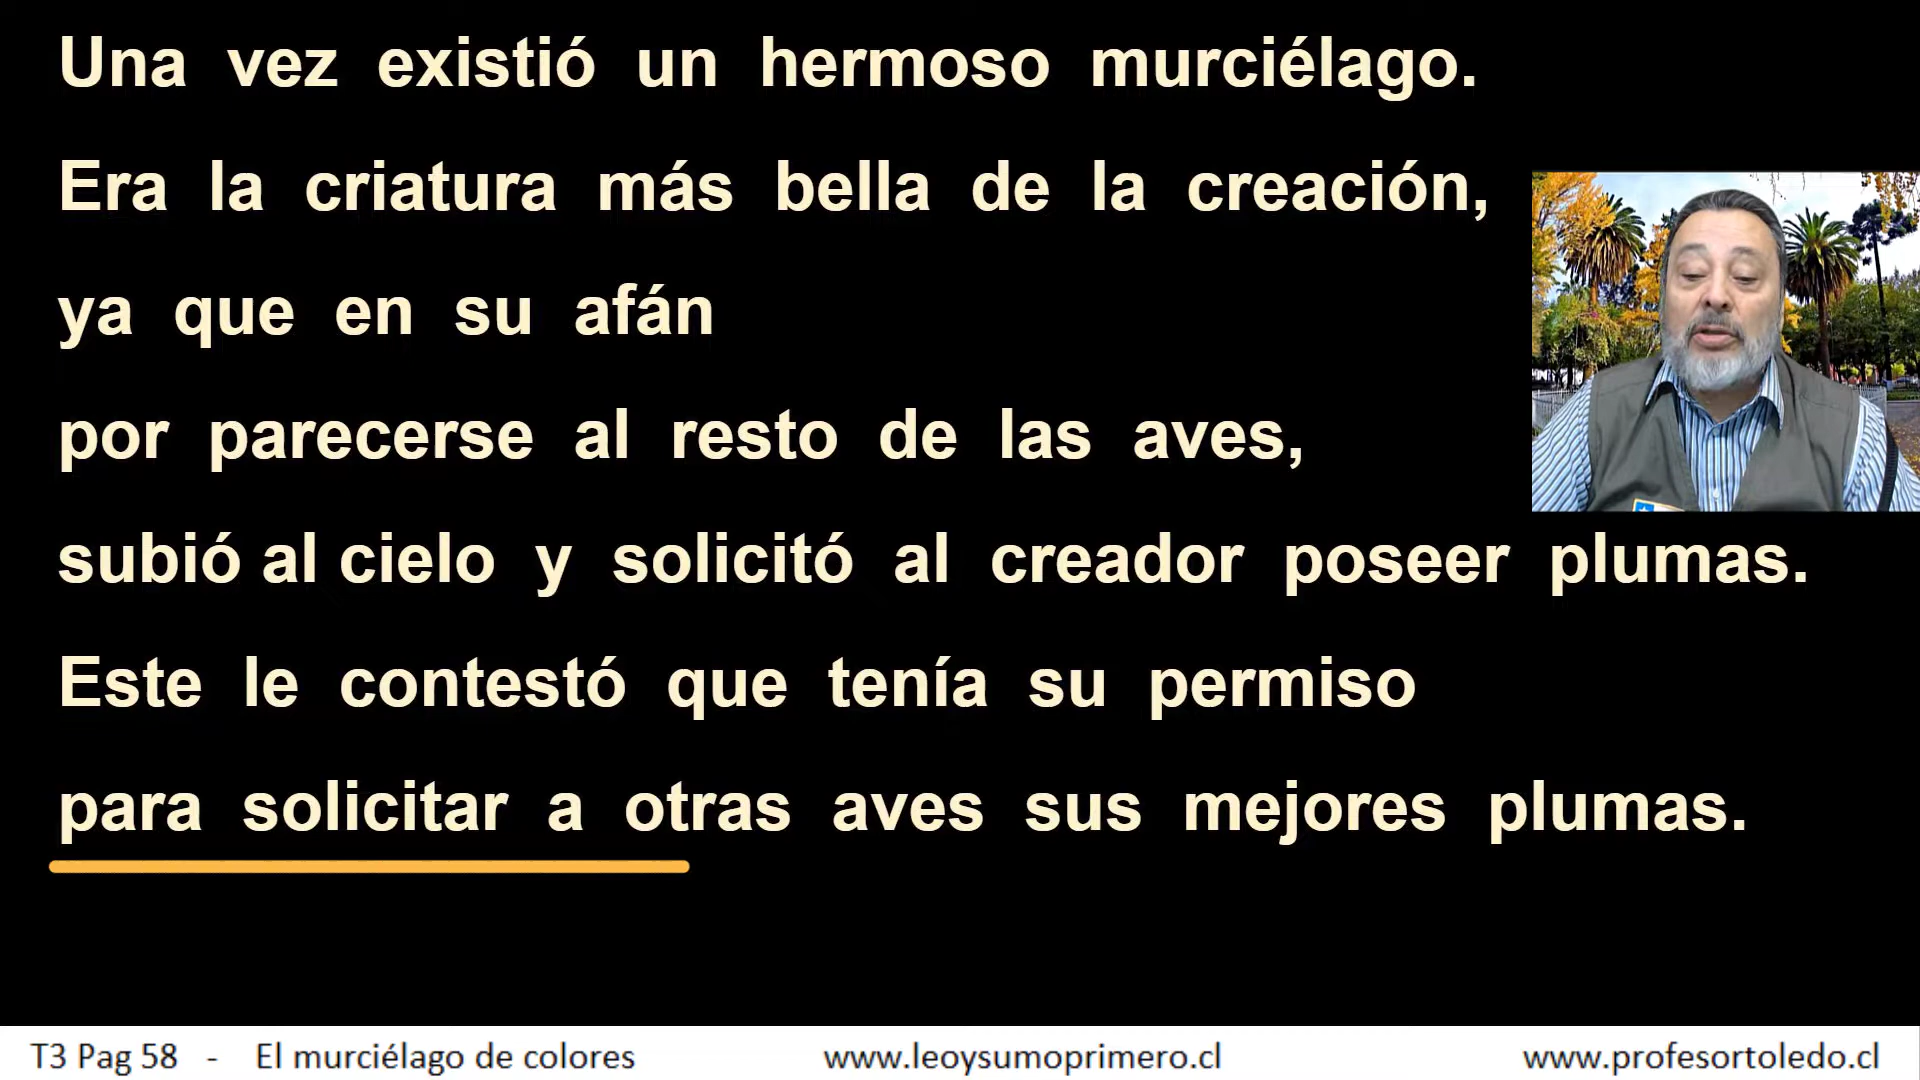 Una vez existió un hermoso murciélago.
Era la criatura más bella de la creación,
ya que en su afán
por parecerse al resto de las aves,
subió al cielo y solicitó al creador poseer plumas.
Este le contestó que tenía su permiso
para solicitar a otras aves sus mejores plumas.
T3 Pag 58 - El murciélago de colores www.leoysumoprimero.cl www.profesortoledo.cl